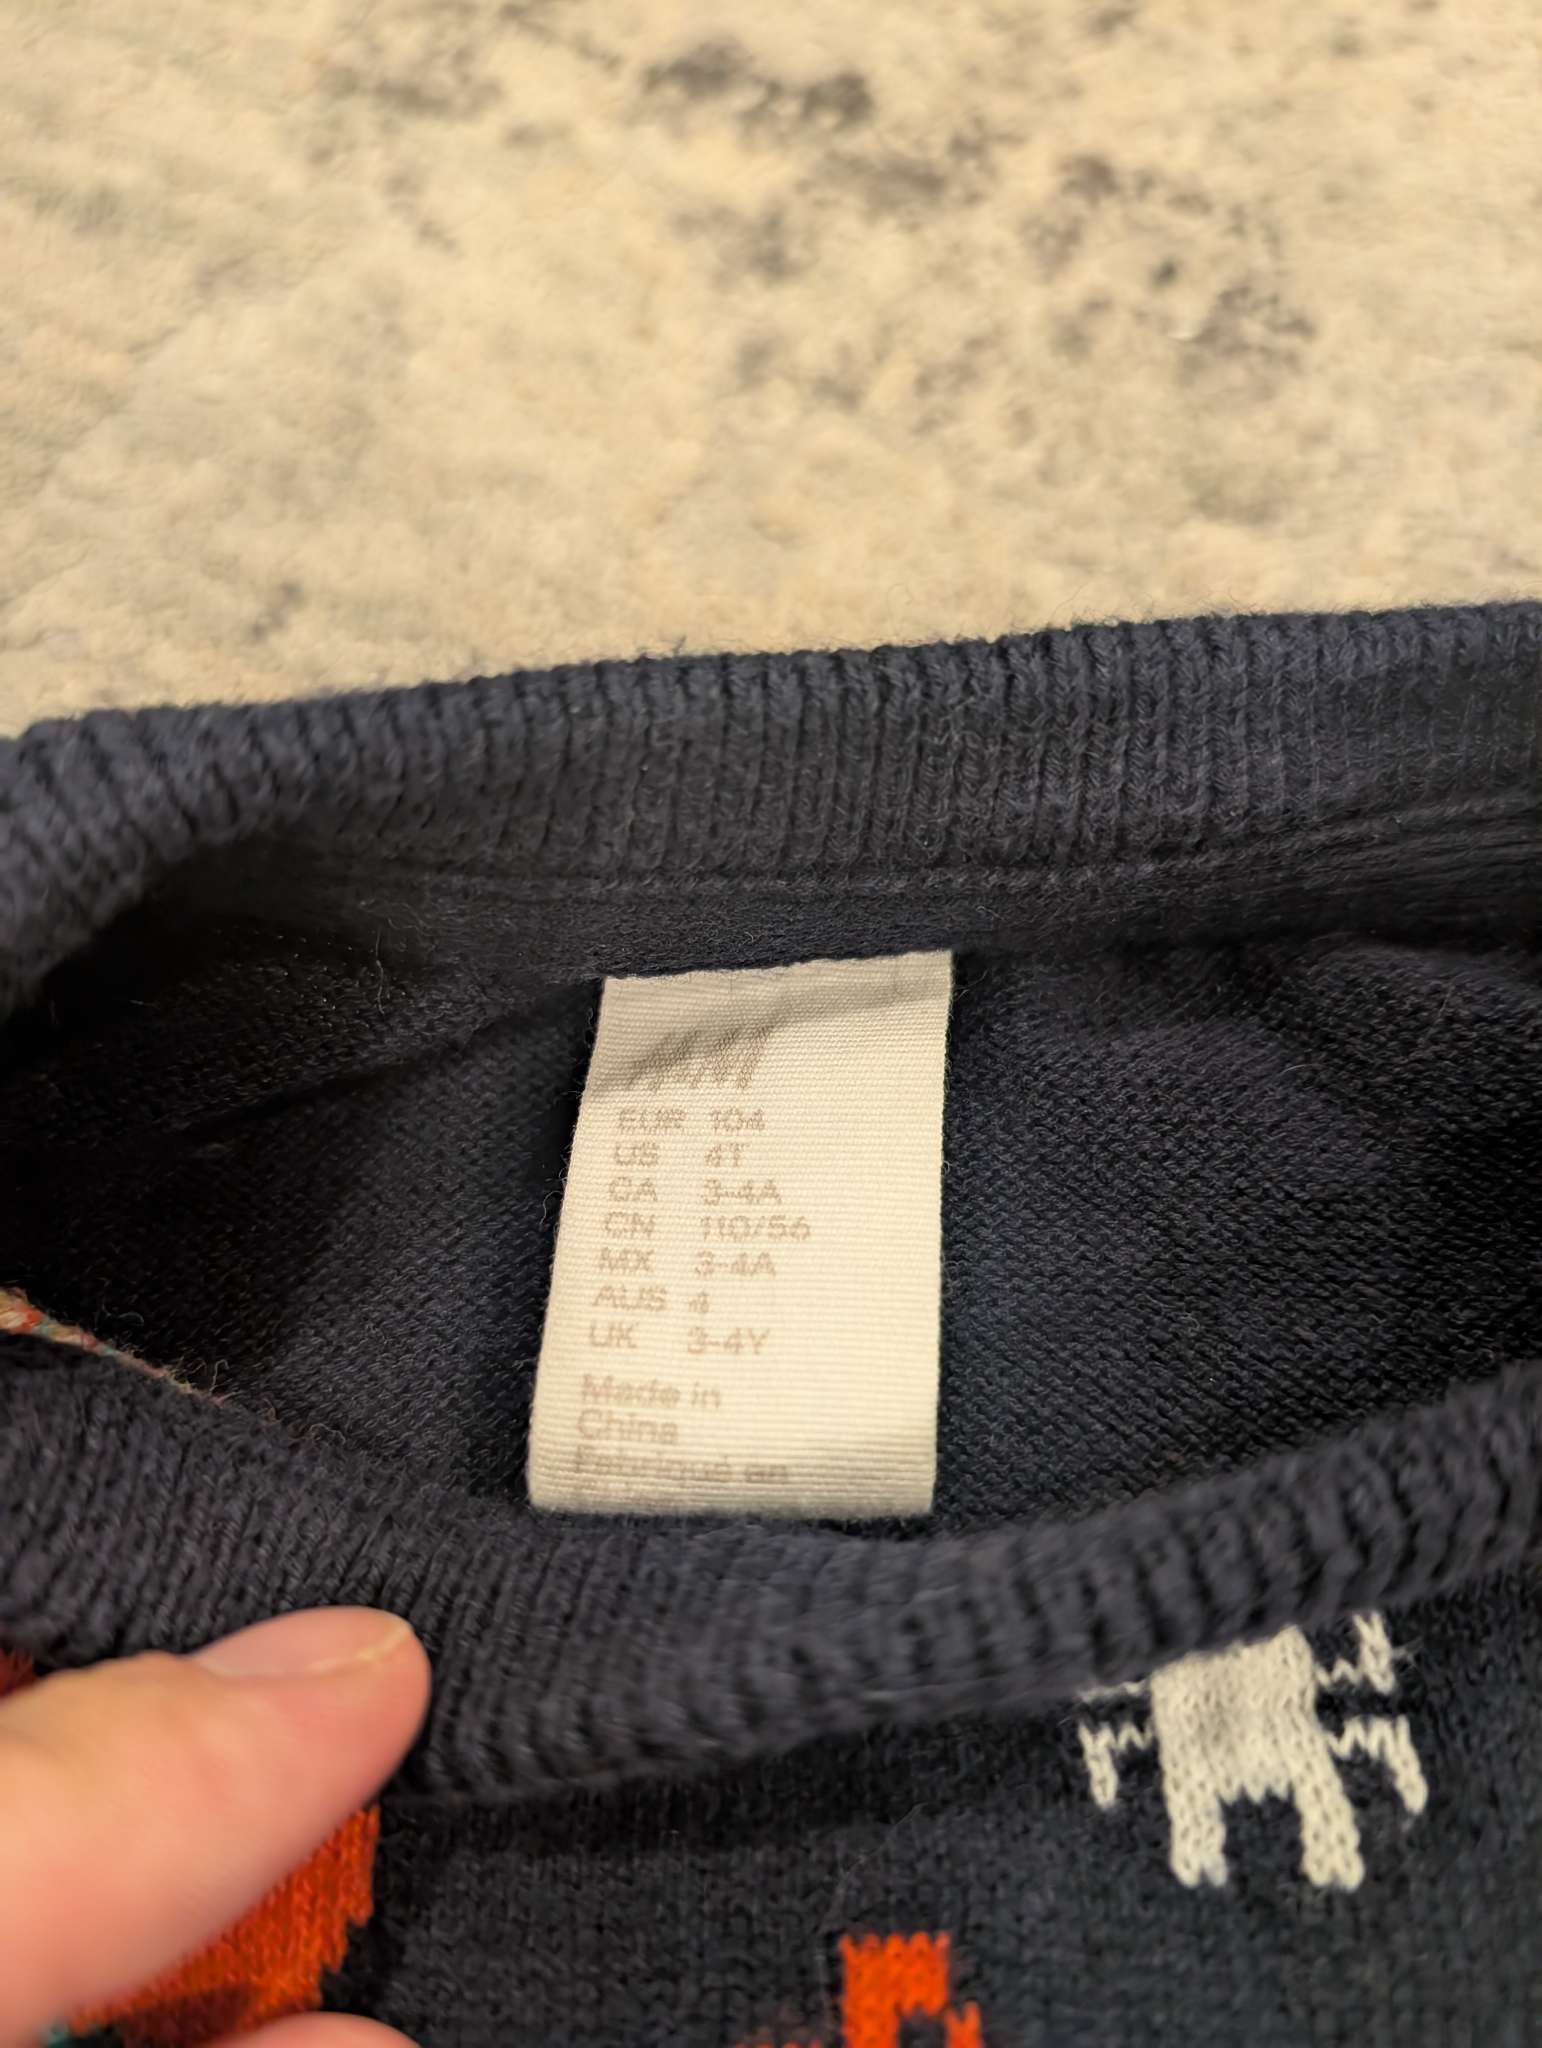 H&M
EUR 104
US 4T
CA 3-4A
CN 110/56
MX 3-4A
AUS 4
UK 3-4Y
Made in
China
Fabriqué en